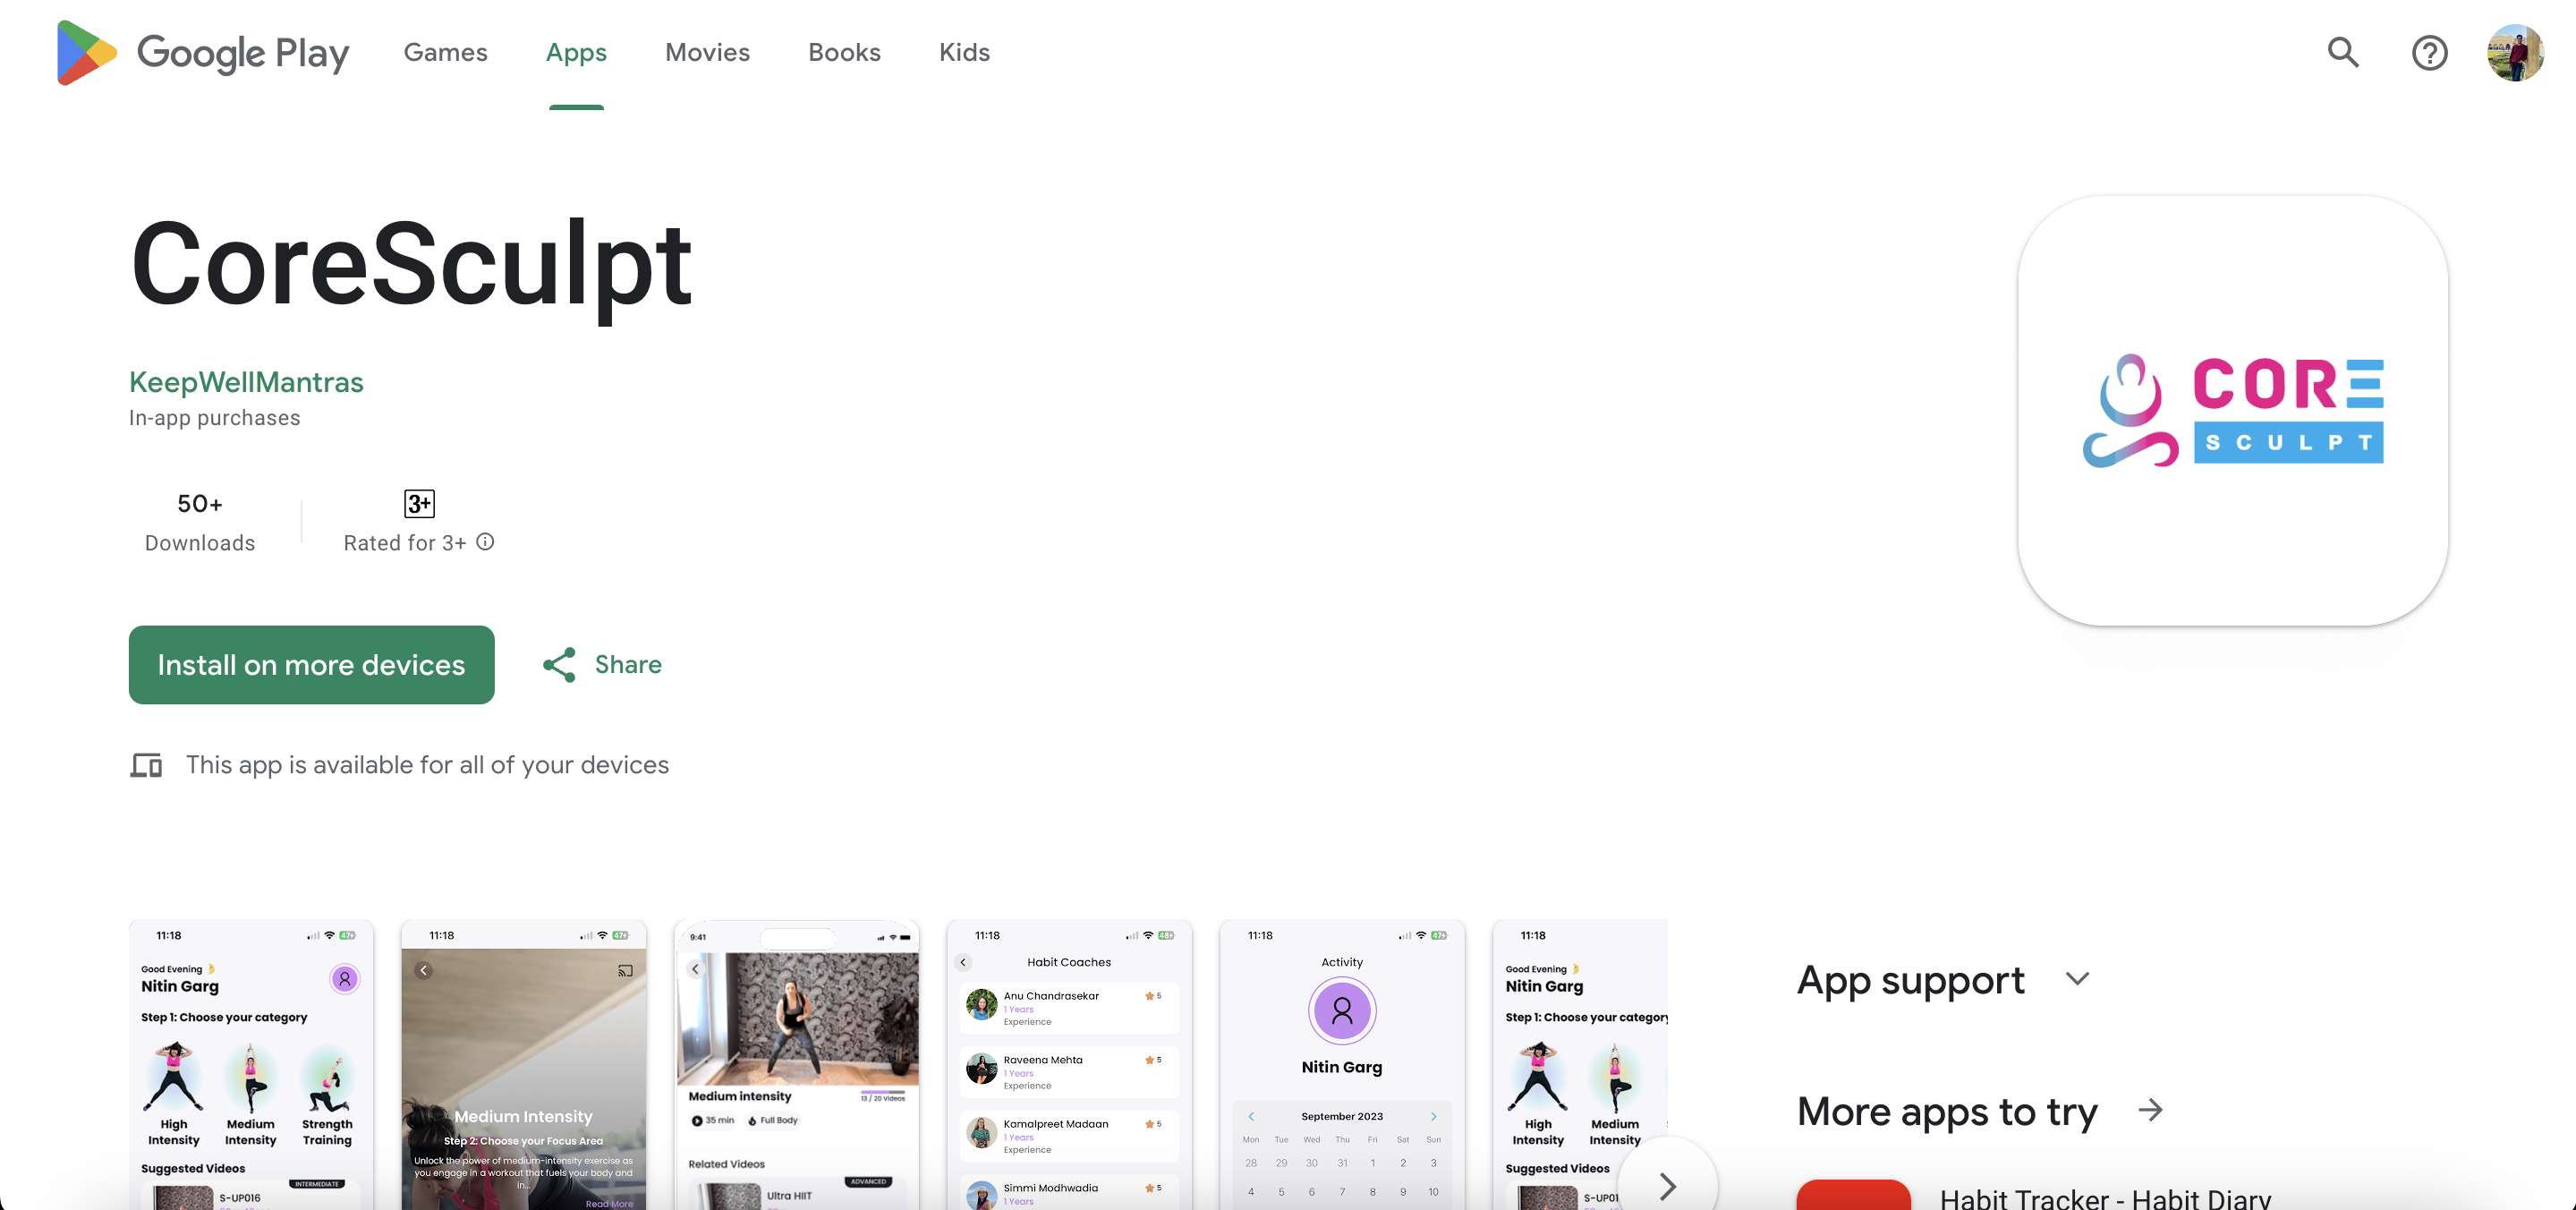 Google Play
Games
Apps
Movies
Books
Kids
CoreSculpt
KeepWellMantras
In-app purchases
50+
Downloads
3+
Rated for 3+
Install on more devices
Share
This app is available for all of your devices
CORE
SCULPT
11:18
47+
Good Evening
Nitin Garg
Step 1: Choose your category
High
Intensity
Medium
Intensity
Strength
Training
Suggested Videos
INTERMEDIATE
S-UP016
11:18
47+
Medium Intensity
Step 2: Choose your Focus Area
Unlock the power of medium-intensity exercise as
you engage in a workout that fuels your body and
in...
Read More
9:41
Medium intensity
13 / 20 Videos
35 min
Full Body
Related Videos
ADVANCED
Ultra HIIT
11:18
48+
Habit Coaches
Anu Chandrasekar
5
1 Years
Experience
Raveena Mehta
5
1 Years
Experience
Kamalpreet Madaan
5
1 Years
Experience
Simmi Modhwadia
5
1 Years
11:18
47+
Activity
Nitin Garg
September 2023
Mon Tue Wed Thu Fri Sat Sun
28 29 30 31 1 2 3
4 5 6 7 8 9 10
11:18
Good Evening
Nitin Garg
Step 1: Choose your category
High
Intensity
Medium
Intensity
Suggested Videos
S-UP01
App support
More apps to try
Habit Tracker - Habit Diary